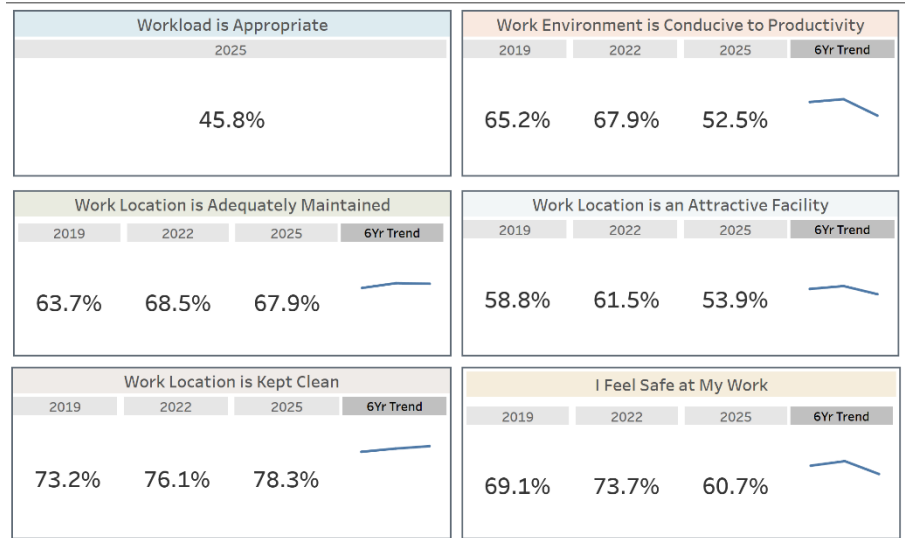 Workload is Appropriate
2025
45.8%
Work Environment is Conducive to Productivity
2019 2022 2025 6Yr Trend
65.2% 67.9% 52.5%
Work Location is Adequately Maintained
2019 2022 2025 6Yr Trend
63.7% 68.5% 67.9%
Work Location is an Attractive Facility
2019 2022 2025 6Yr Trend
58.8% 61.5% 53.9%
Work Location is Kept Clean
2019 2022 2025 6Yr Trend
73.2% 76.1% 78.3%
I Feel Safe at My Work
2019 2022 2025 6Yr Trend
69.1% 73.7% 60.7%